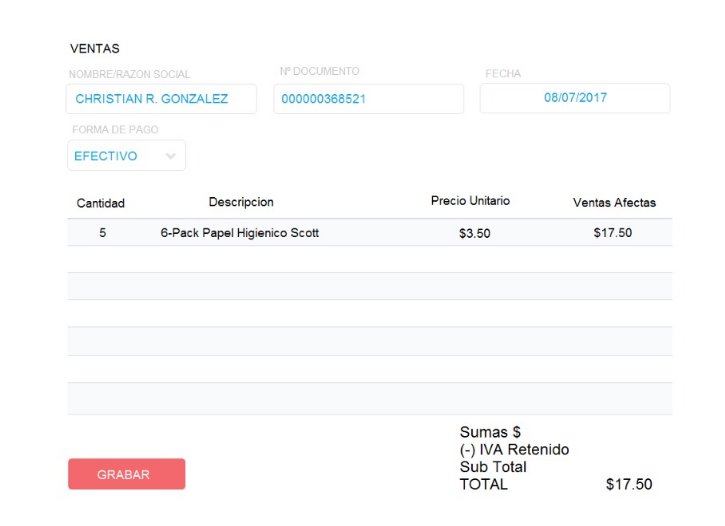 VENTAS
NOMBRE/RAZON SOCIAL Nº DOCUMENTO FECHA
CHRISTIAN R. GONZALEZ 000000368521 08/07/2017
FORMA DE PAGO
EFECTIVO
Cantidad Descripcion Precio Unitario Ventas Afectas
5 6-Pack Papel Higienico Scott $3.50 $17.50
Sumas $
(-) IVA Retenido
Sub Total
GRABAR
TOTAL $17.50